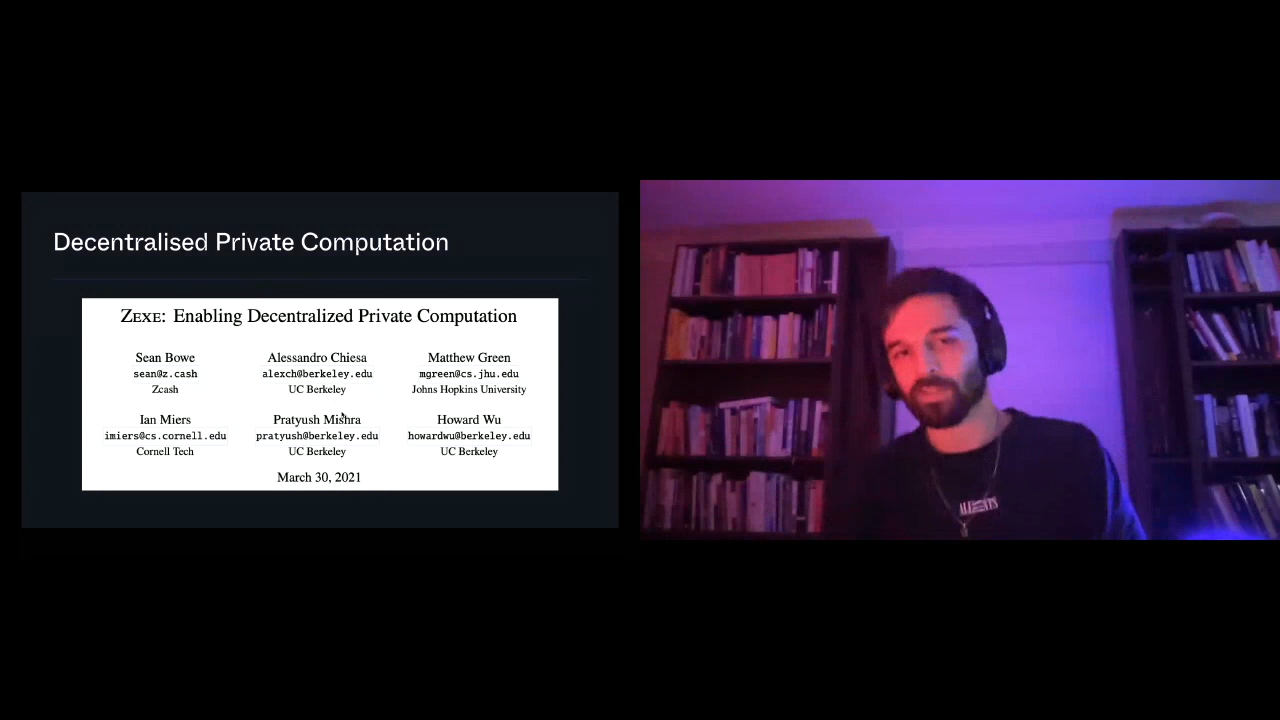 Decentralised Private Computation
ZEXE: Enabling Decentralized Private Computation
Sean Bowe Alessandro Chiesa Matthew Green
sean@z.cash alexch@berkeley.edu mgreen@cs.jhu.edu
Zcash UC Berkeley Johns Hopkins University
Ian Miers Pratyush Mishra Howard Wu
imiers@cs.cornell.edu pratyush@berkeley.edu howardwu@berkeley.edu
Cornell Tech UC Berkeley UC Berkeley
March 30, 2021